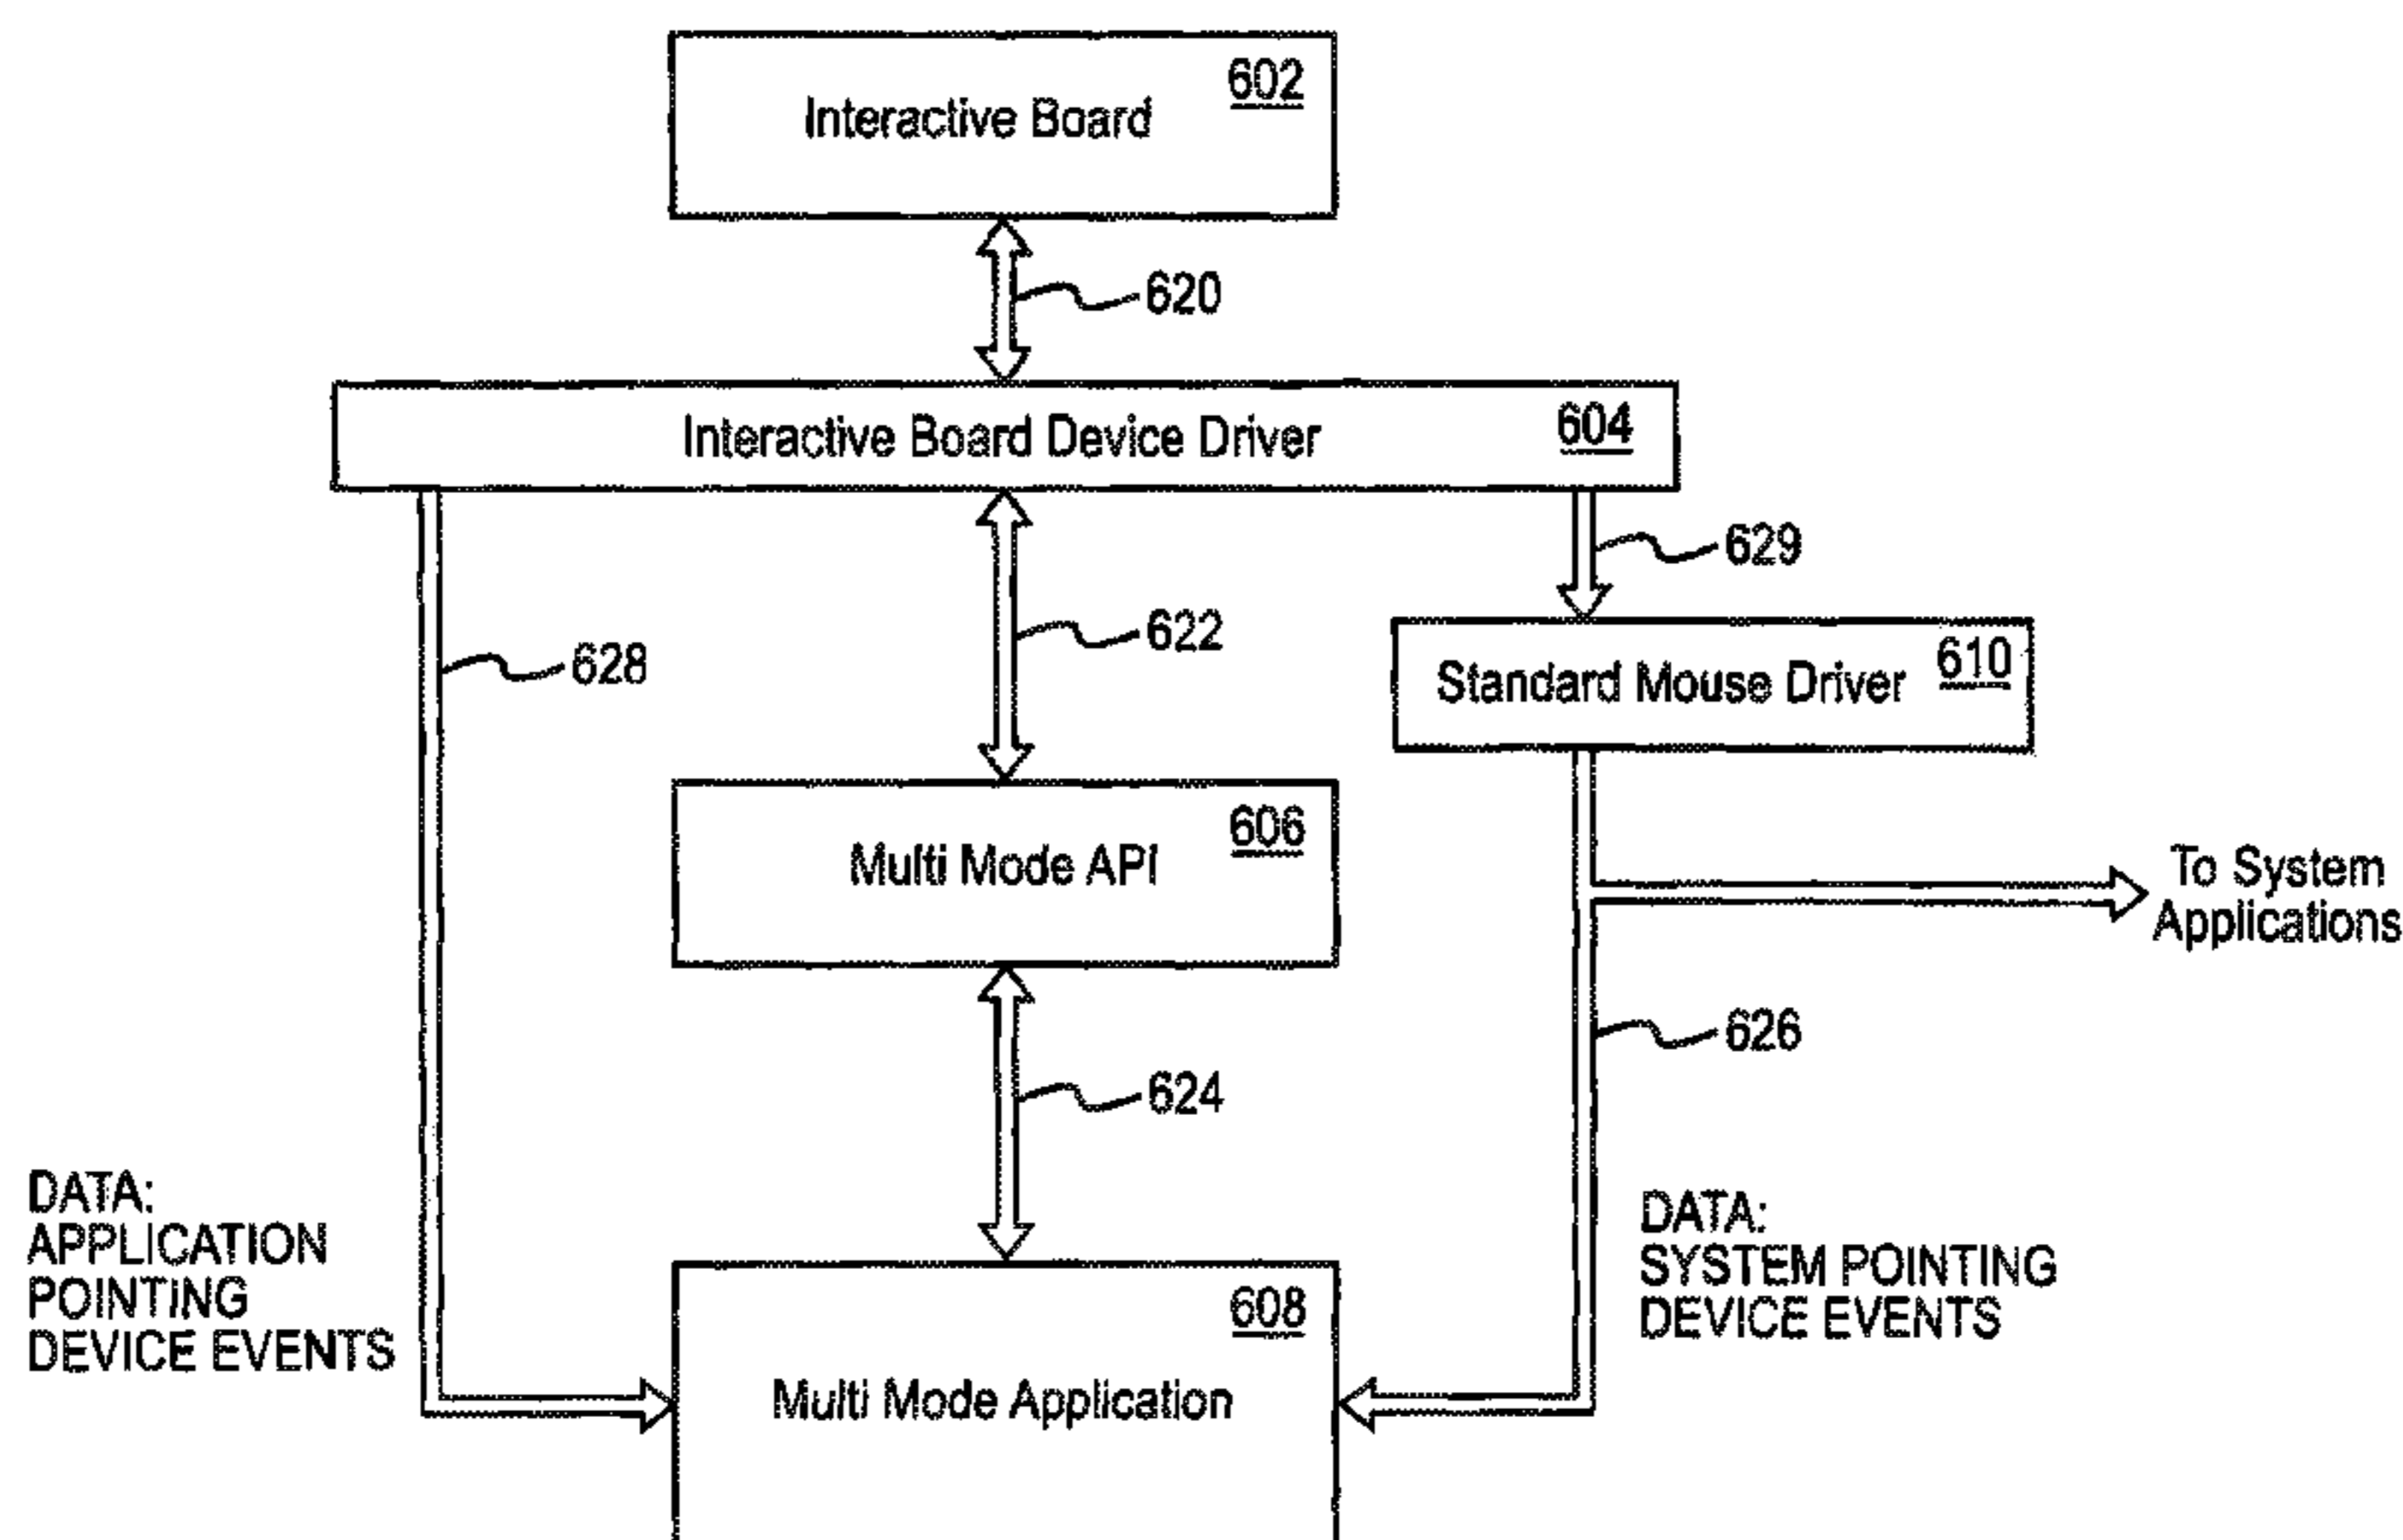 602
Interactive Board
620
Interactive Board Device Driver 604
629
622
628
Standard Mouse Driver 610
606
Multi Mode API
To System
Applications
626
624
DATA:
APPLICATION
POINTING
DEVICE EVENTS
DATA:
SYSTEM POINTING
DEVICE EVENTS
608
Multi Mode Application